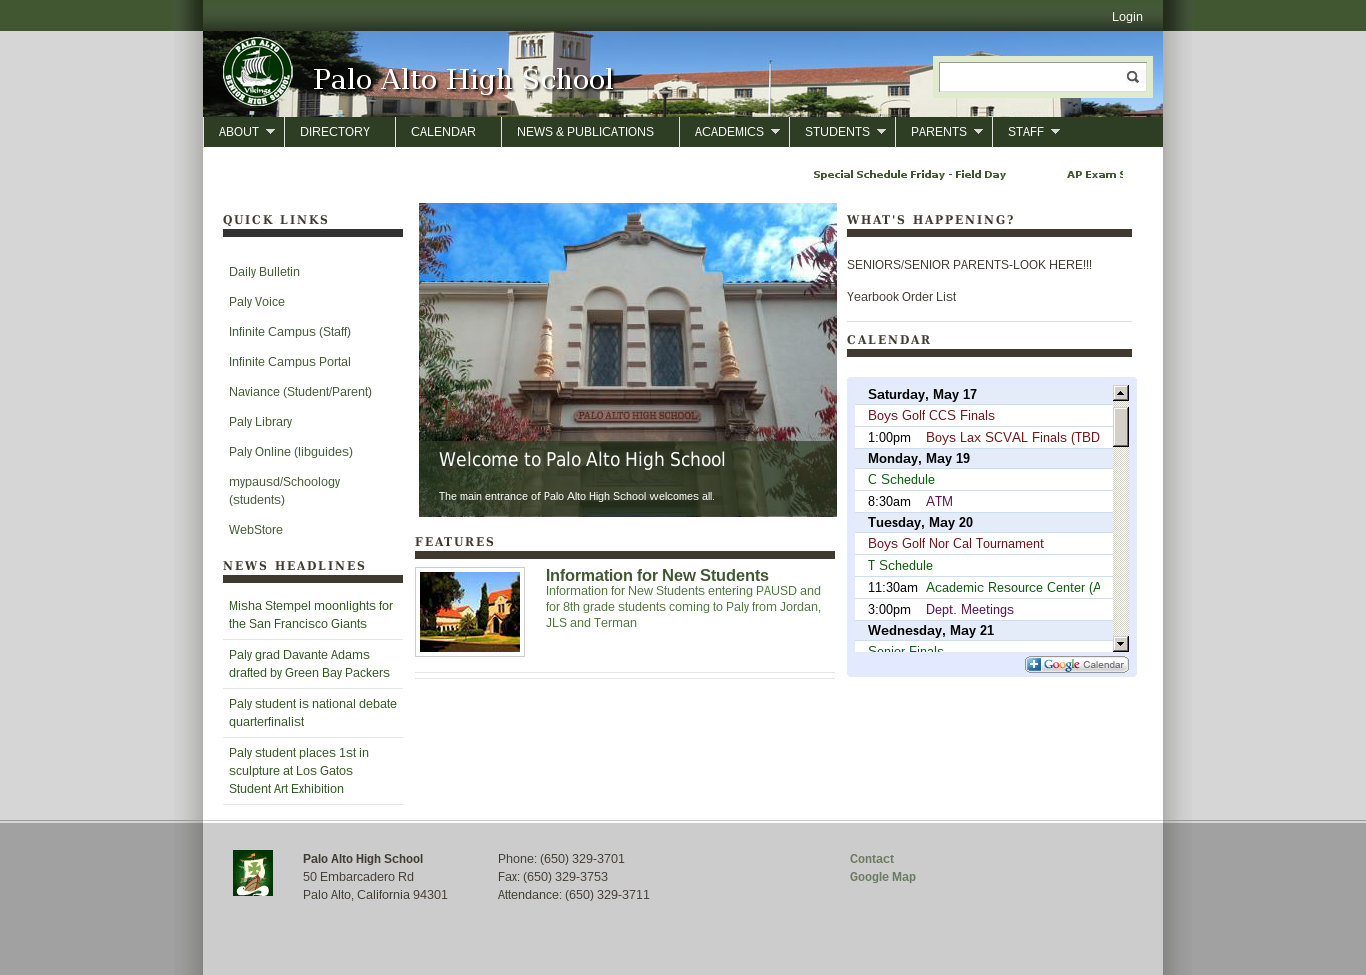 Login
PALO ALTO
Vikings
SENIOR HIGH SCHOOL
Palo Alto High School
ABOUT
DIRECTORY
CALENDAR
NEWS & PUBLICATIONS
ACADEMICS
STUDENTS
PARENTS
STAFF
Special Schedule Friday - Field Day
AP Exam
QUICK LINKS
Daily Bulletin
Paly Voice
Infinite Campus (Staff)
Infinite Campus Portal
Naviance (Student/Parent)
Paly Library
Paly Online (libguides)
mypausd/Schoology
(students)
WebStore
NEWS HEADLINES
Misha Stempel moonlights for
the San Francisco Giants
Paly grad Davante Adams
drafted by Green Bay Packers
Paly student is national debate
quarterfinalist
Paly student places 1st in
sculpture at Los Gatos
Student Art Exhibition
PALO ALTO HIGH SCHOOL
Welcome to Palo Alto High School
The main entrance of Palo Alto High School welcomes all.
FEATURES
Information for New Students
Information for New Students entering PAUSD and
for 8th grade students coming to Paly from Jordan,
JLS and Terman
WHAT'S HAPPENING?
SENIORS/SENIOR PARENTS-LOOK HERE!!!
Yearbook Order List
CALENDAR
Saturday, May 17
Boys Golf CCS Finals
1:00pm Boys Lax SCVAL Finals (TBD
Monday, May 19
C Schedule
8:30am ATM
Tuesday, May 20
Boys Golf Nor Cal Tournament
T Schedule
11:30am Academic Resource Center (A
3:00pm Dept. Meetings
Wednesday, May 21
Senior Finals
Google Calendar
Palo Alto High School
50 Embarcadero Rd
Palo Alto, California 94301
Phone: (650) 329-3701
Fax: (650) 329-3753
Attendance: (650) 329-3711
Contact
Google Map